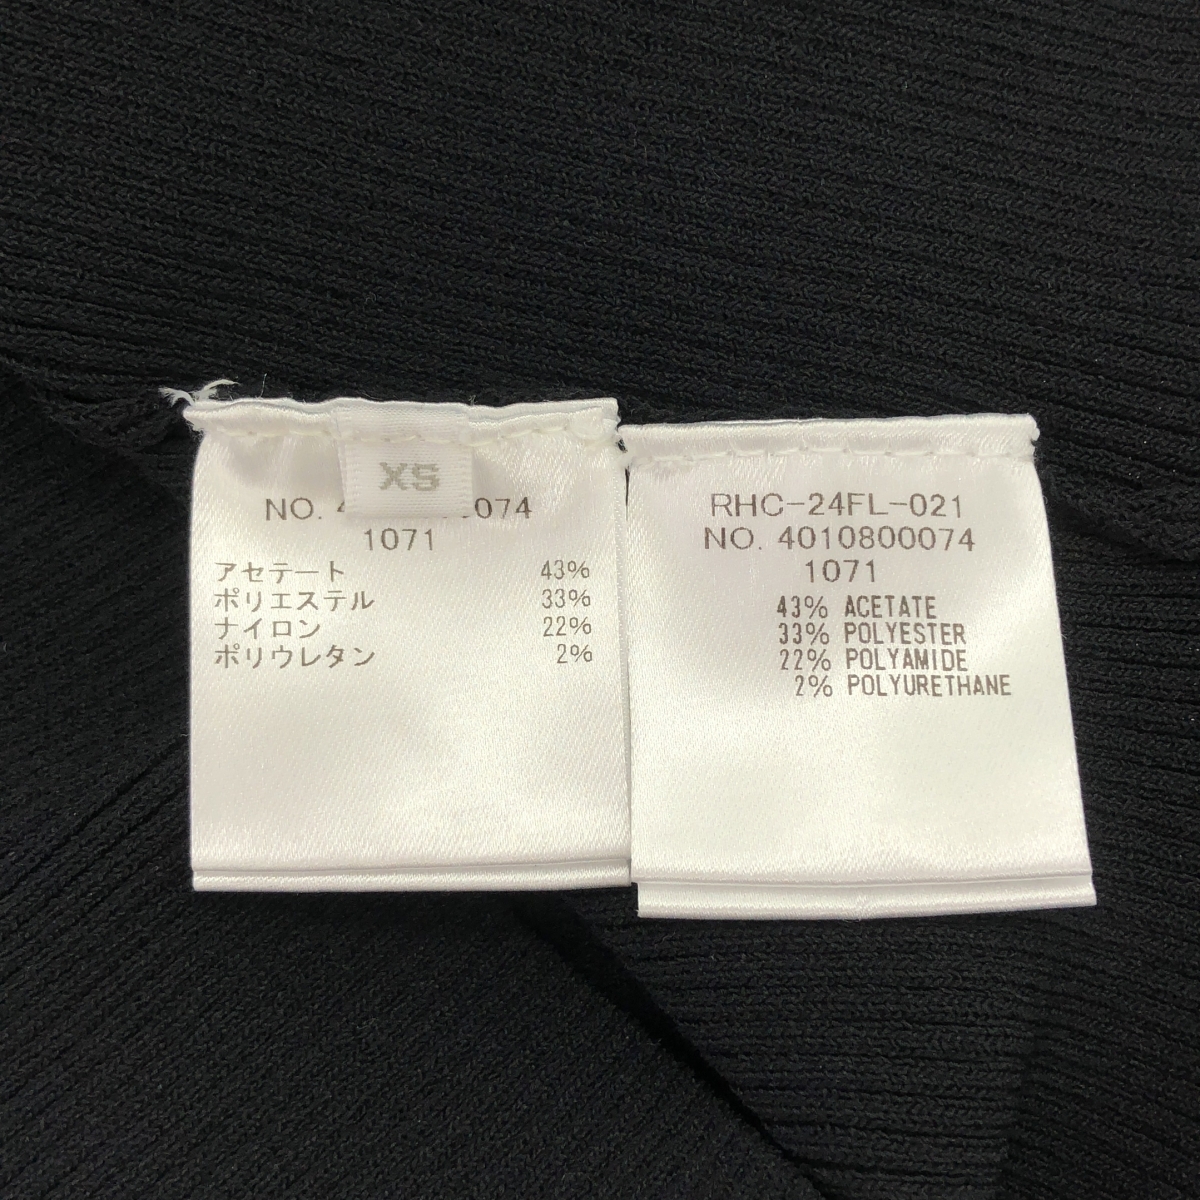 XS
NO. 4 074
1071
アセテート 43%
ポリエステル 33%
ナイロン 22%
ポリウレタン 2%
RHC-24FL-021
NO. 4010800074
1071
43% ACETATE
33% POLYESTER
22% POLYAMIDE
2% POLYURETHANE